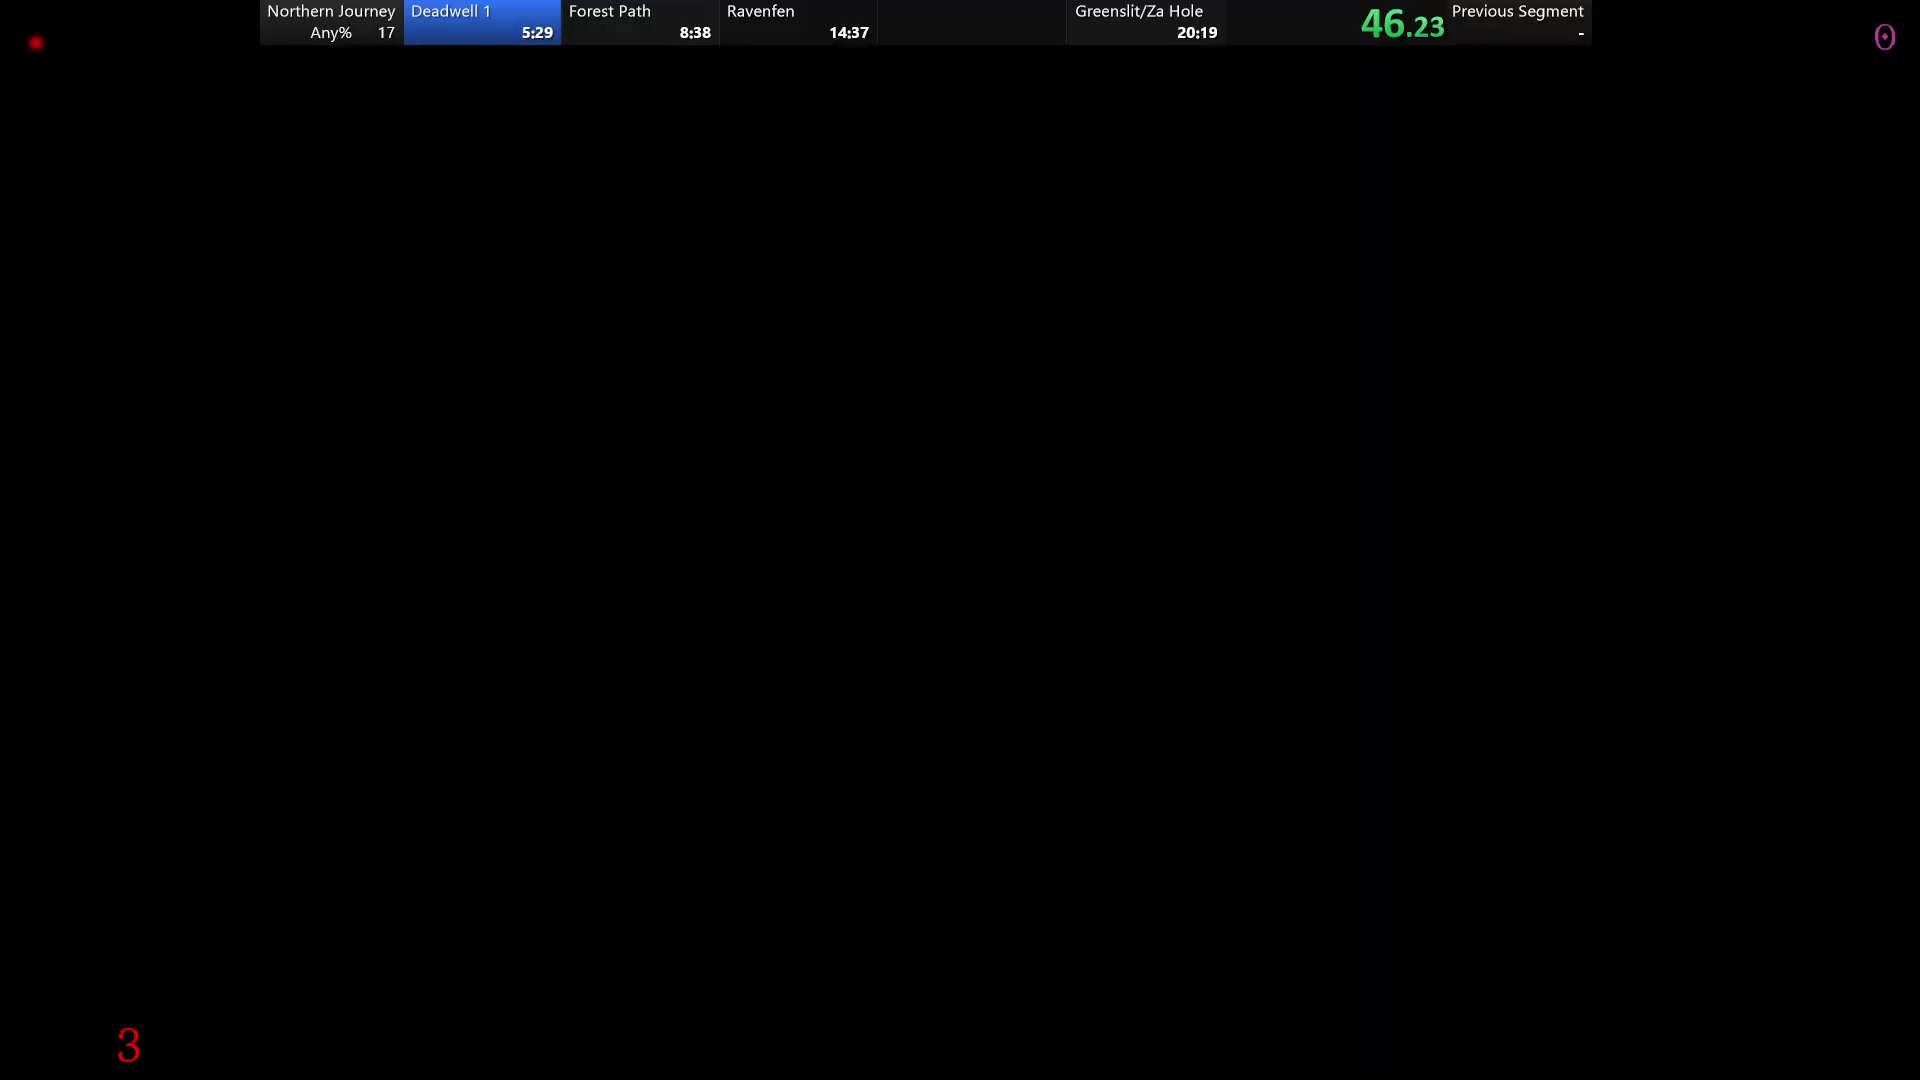 Northern Journey
Any% 17
Deadwell 1
5:29
Forest Path
8:38
Ravenfen
14:37
Greenslit/Za Hole
20:19
46.23
Previous Segment
-
0
3